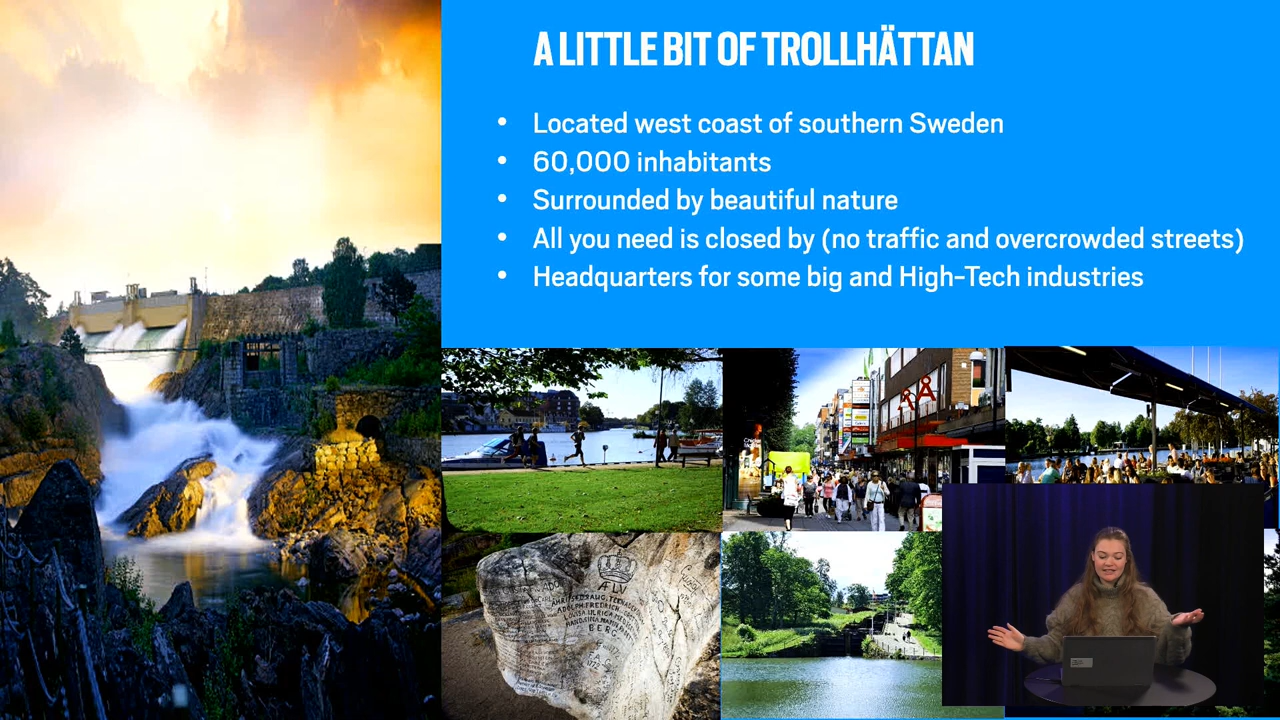 A LITTLE BIT OF TROLLHÄTTAN
• Located west coast of southern Sweden
• 60,000 inhabitants
• Surrounded by beautiful nature
• All you need is closed by (no traffic and overcrowded streets)
• Headquarters for some big and High-Tech industries